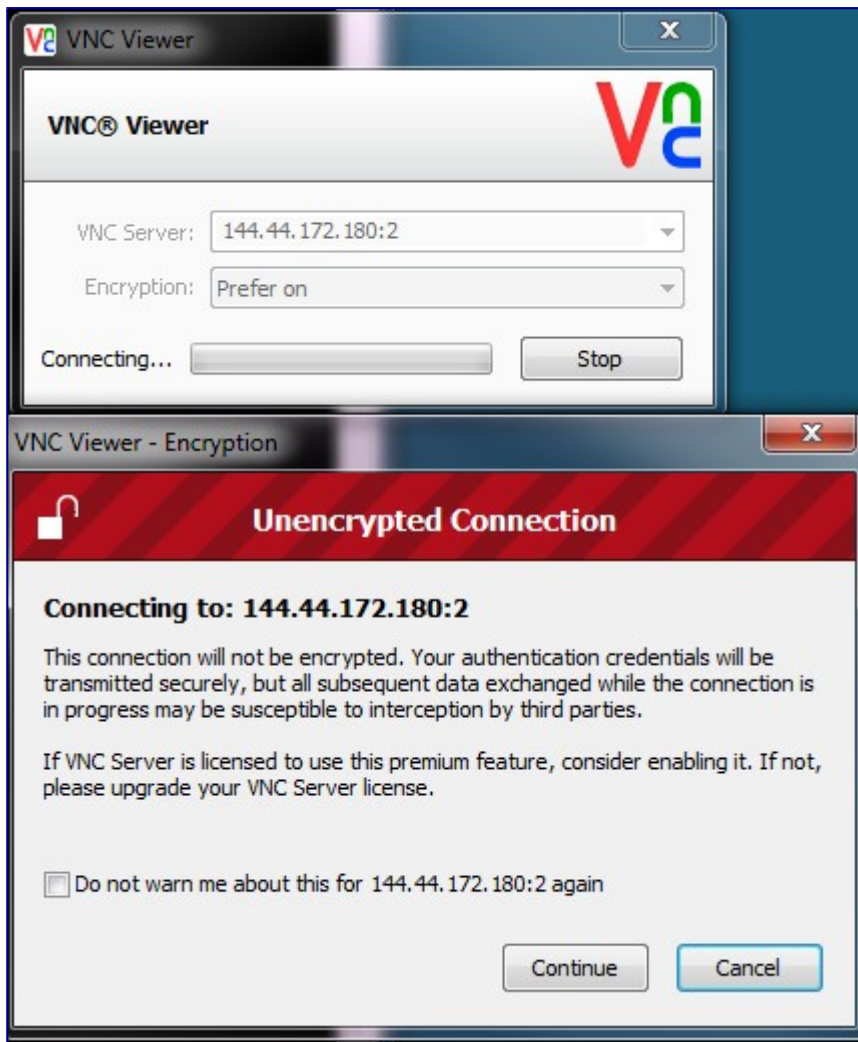 VNC Viewer
VNC® Viewer
VNC Server: 144.44.172.180:2
Encryption: Prefer on
Connecting... Stop
VNC Viewer - Encryption
Unencrypted Connection
Connecting to: 144.44.172.180:2
This connection will not be encrypted. Your authentication credentials will be
transmitted securely, but all subsequent data exchanged while the connection is
in progress may be susceptible to interception by third parties.
If VNC Server is licensed to use this premium feature, consider enabling it. If not,
please upgrade your VNC Server license.
Do not warn me about this for 144.44.172.180:2 again
Continue Cancel